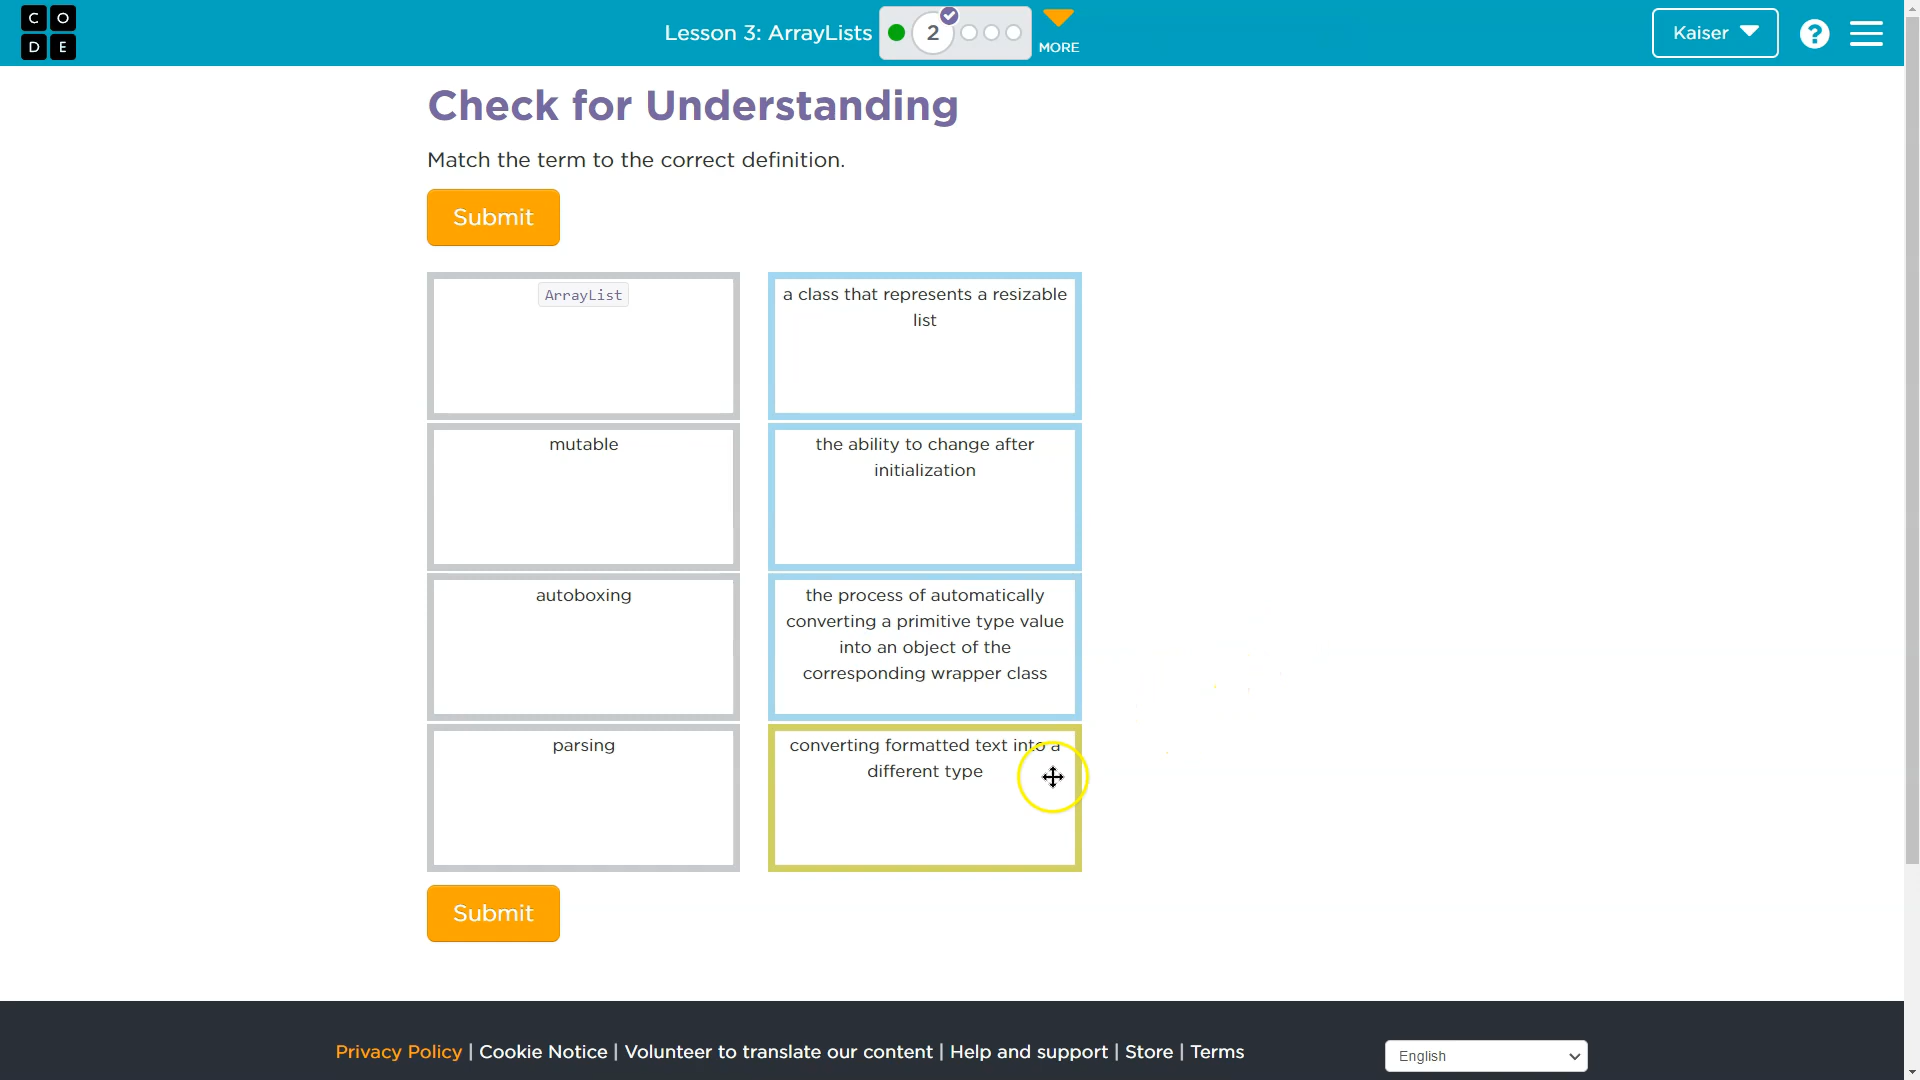 C O
D E
Lesson 3: ArrayLists
2
MORE
Kaiser
?
Check for Understanding
Match the term to the correct definition.
Submit
ArrayList
a class that represents a resizable
list
mutable
the ability to change after
initialization
autoboxing
the process of automatically
converting a primitive type value
into an object of the
corresponding wrapper class
parsing
converting formatted text into a
different type
Submit
Privacy Policy | Cookie Notice | Volunteer to translate our content | Help and support | Store | Terms
English